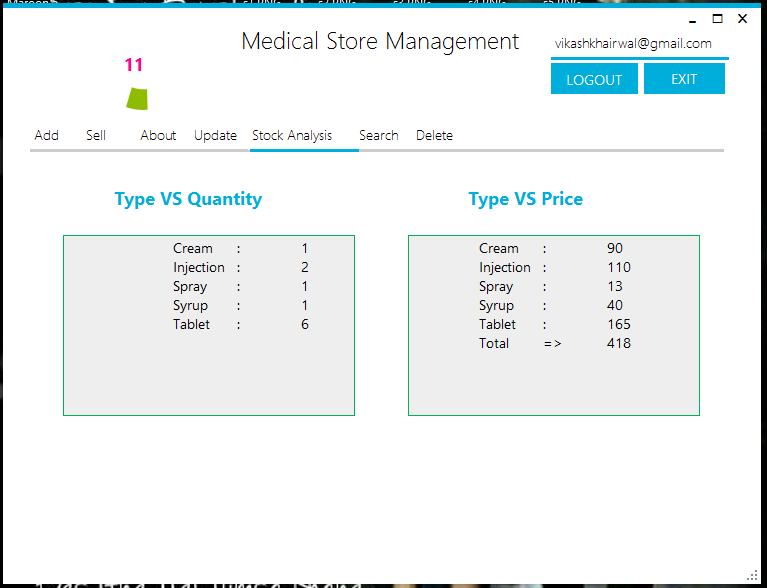 Medical Store Management
vikashkhairwal@gmail.com
11
LOGOUT EXIT
Add Sell About Update Stock Analysis Search Delete
Type VS Quantity
Cream : 1
Injection : 2
Spray : 1
Syrup : 1
Tablet : 6
Type VS Price
Cream : 90
Injection : 110
Spray : 13
Syrup : 40
Tablet : 165
Total => 418